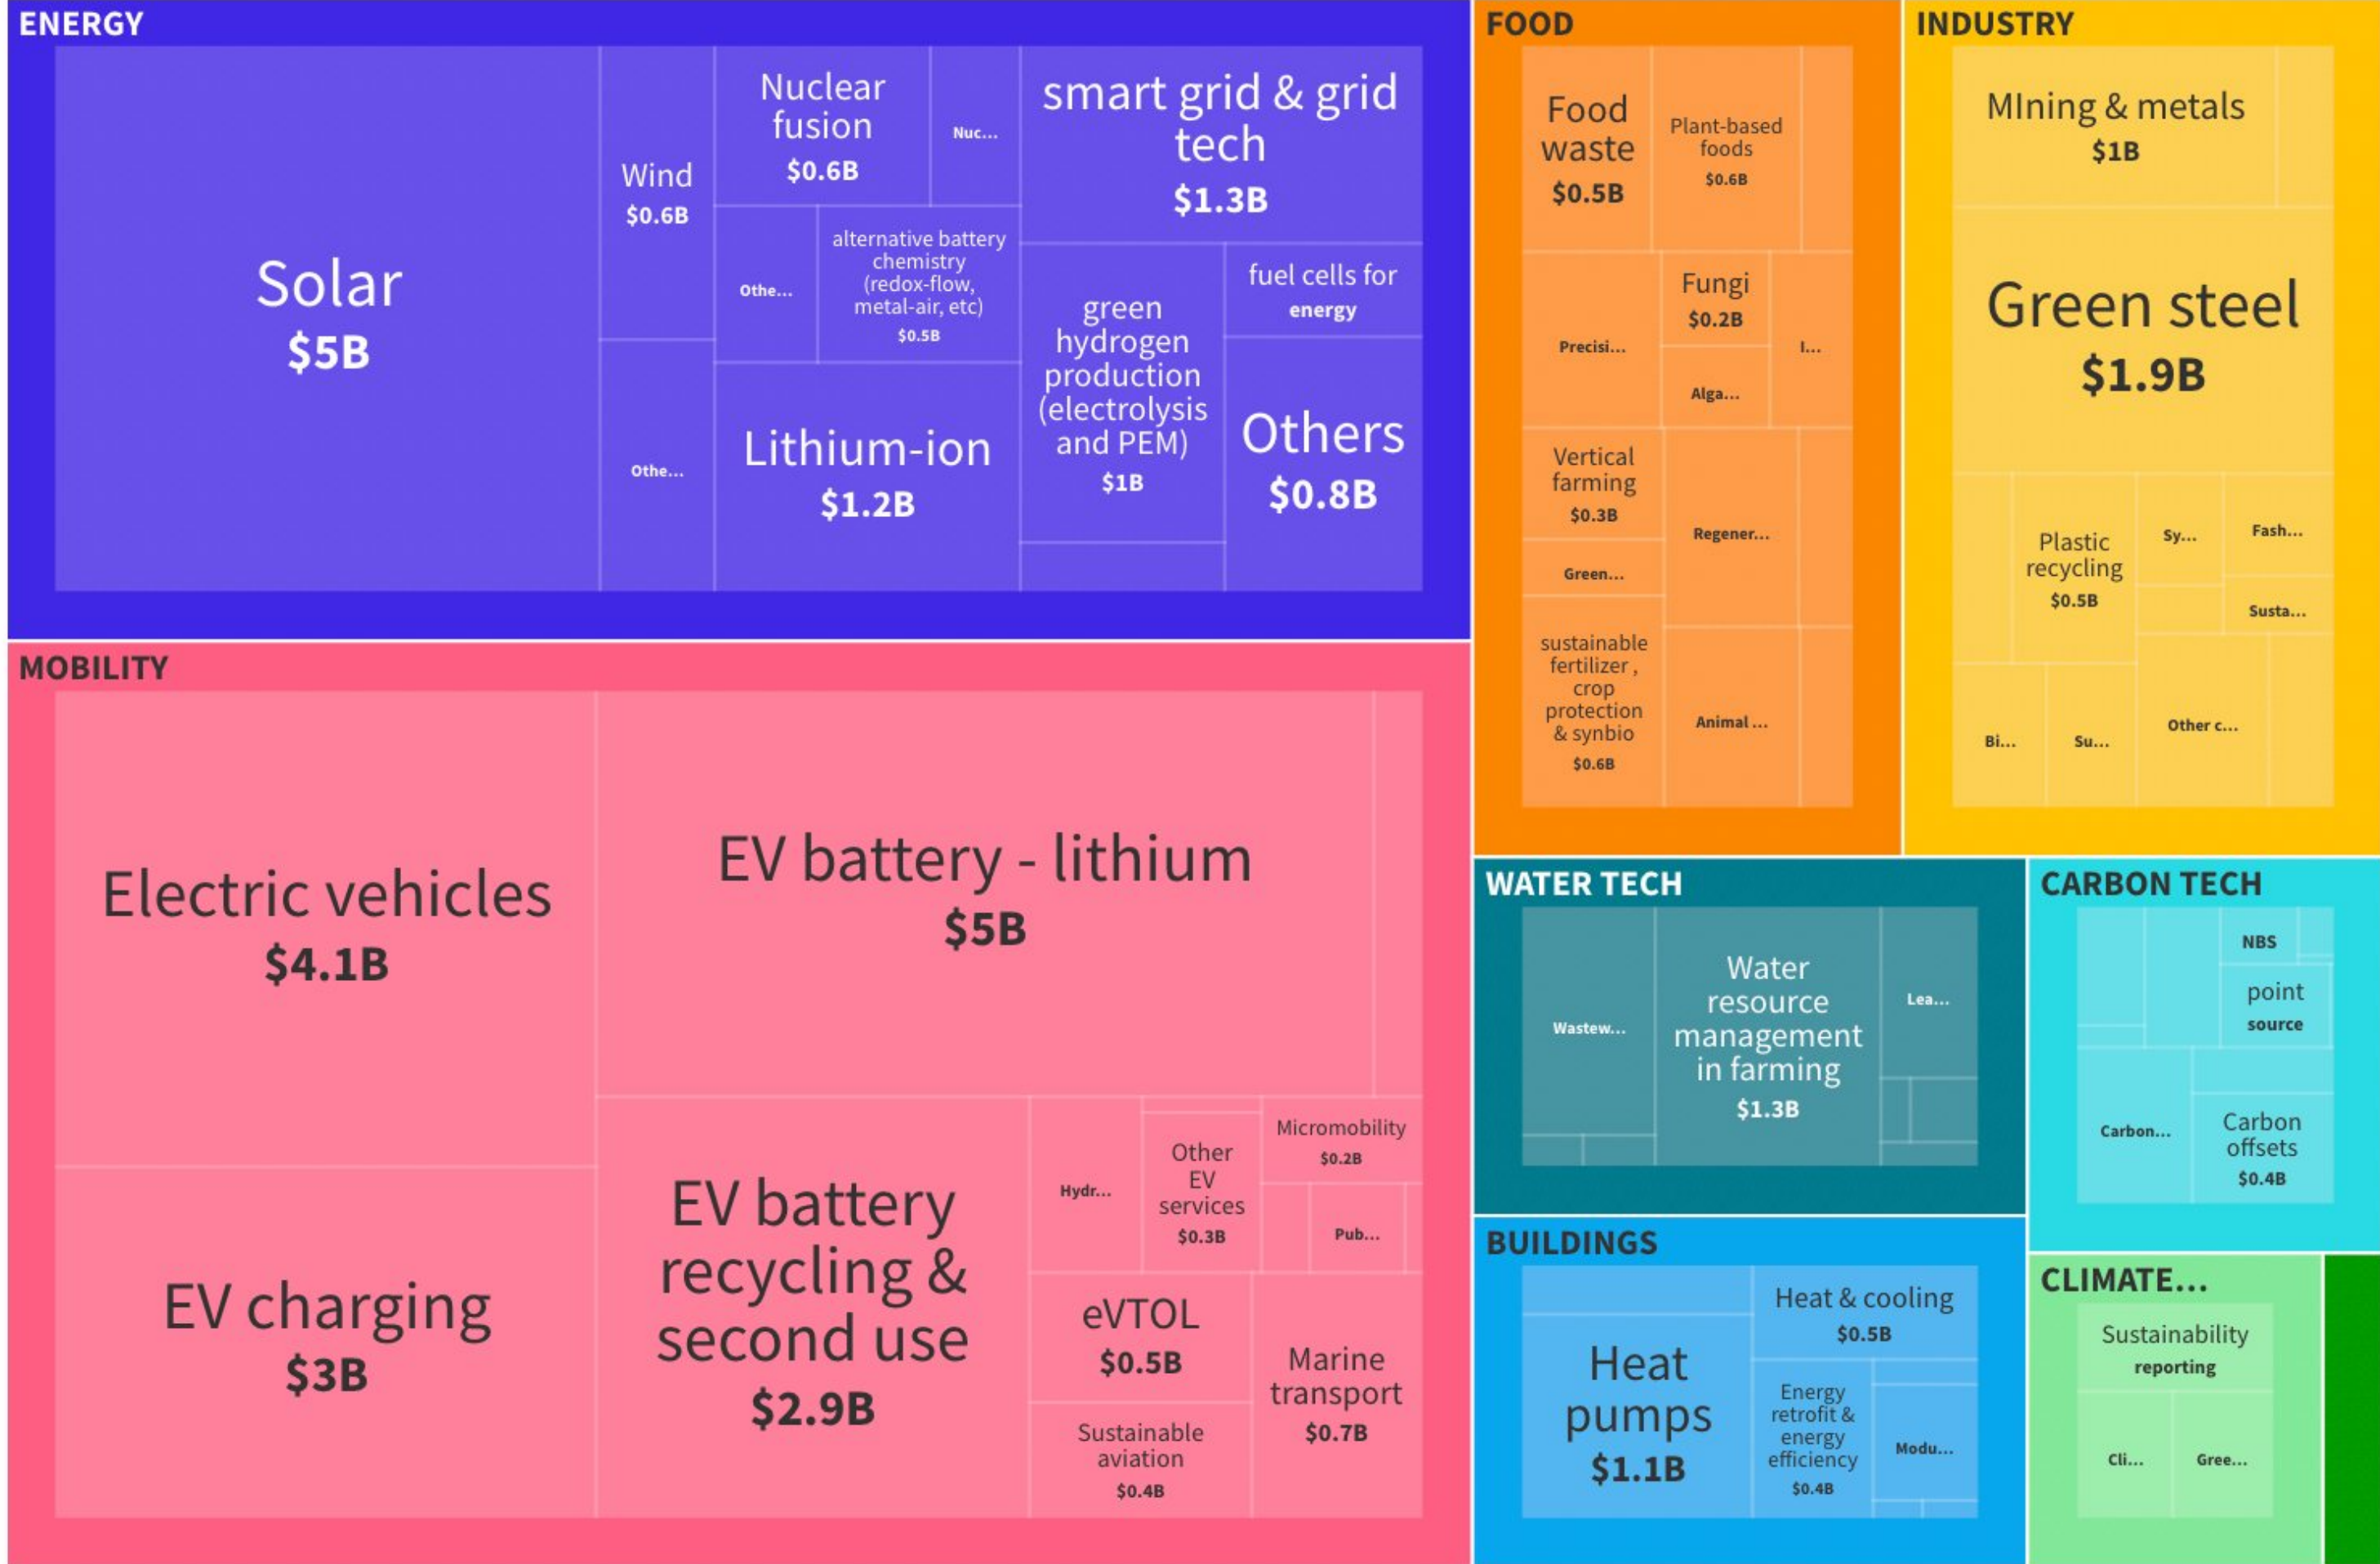 ENERGY
Solar
$5B
Wind
$0.6B
Othe...
Nuclear
fusion
$0.6B
Nuc...
Othe...
alternative battery
chemistry
(redox-flow,
metal-air, etc)
$0.5B
Lithium-ion
$1.2B
smart grid & grid
tech
$1.3B
green
hydrogen
production
(electrolysis
and PEM)
$1B
fuel cells for
energy
Others
$0.8B
MOBILITY
Electric vehicles
$4.1B
EV charging
$3B
EV battery - lithium
$5B
EV battery
recycling &
second use
$2.9B
Hydr...
Other
EV
services
$0.3B
Micromobility
$0.2B
Pub...
eVTOL
$0.5B
Sustainable
aviation
$0.4B
Marine
transport
$0.7B
FOOD
Food
waste
$0.5B
Plant-based
foods
$0.6B
Precisi...
Fungi
$0.2B
Alga...
I...
Vertical
farming
$0.3B
Green...
sustainable
fertilizer ,
crop
protection
& synbio
$0.6B
Regener...
Animal ...
INDUSTRY
MIning & metals
$1B
Green steel
$1.9B
Plastic
recycling
$0.5B
Sy...
Fash...
Susta...
Bi...
Su...
Other c...
WATER TECH
Wastew...
Water
resource
management
in farming
$1.3B
Lea...
CARBON TECH
NBS
point
source
Carbon...
Carbon
offsets
$0.4B
BUILDINGS
Heat
pumps
$1.1B
Heat & cooling
$0.5B
Energy
retrofit &
energy
efficiency
$0.4B
Modu...
CLIMATE...
Sustainability
reporting
Cli...
Gree...